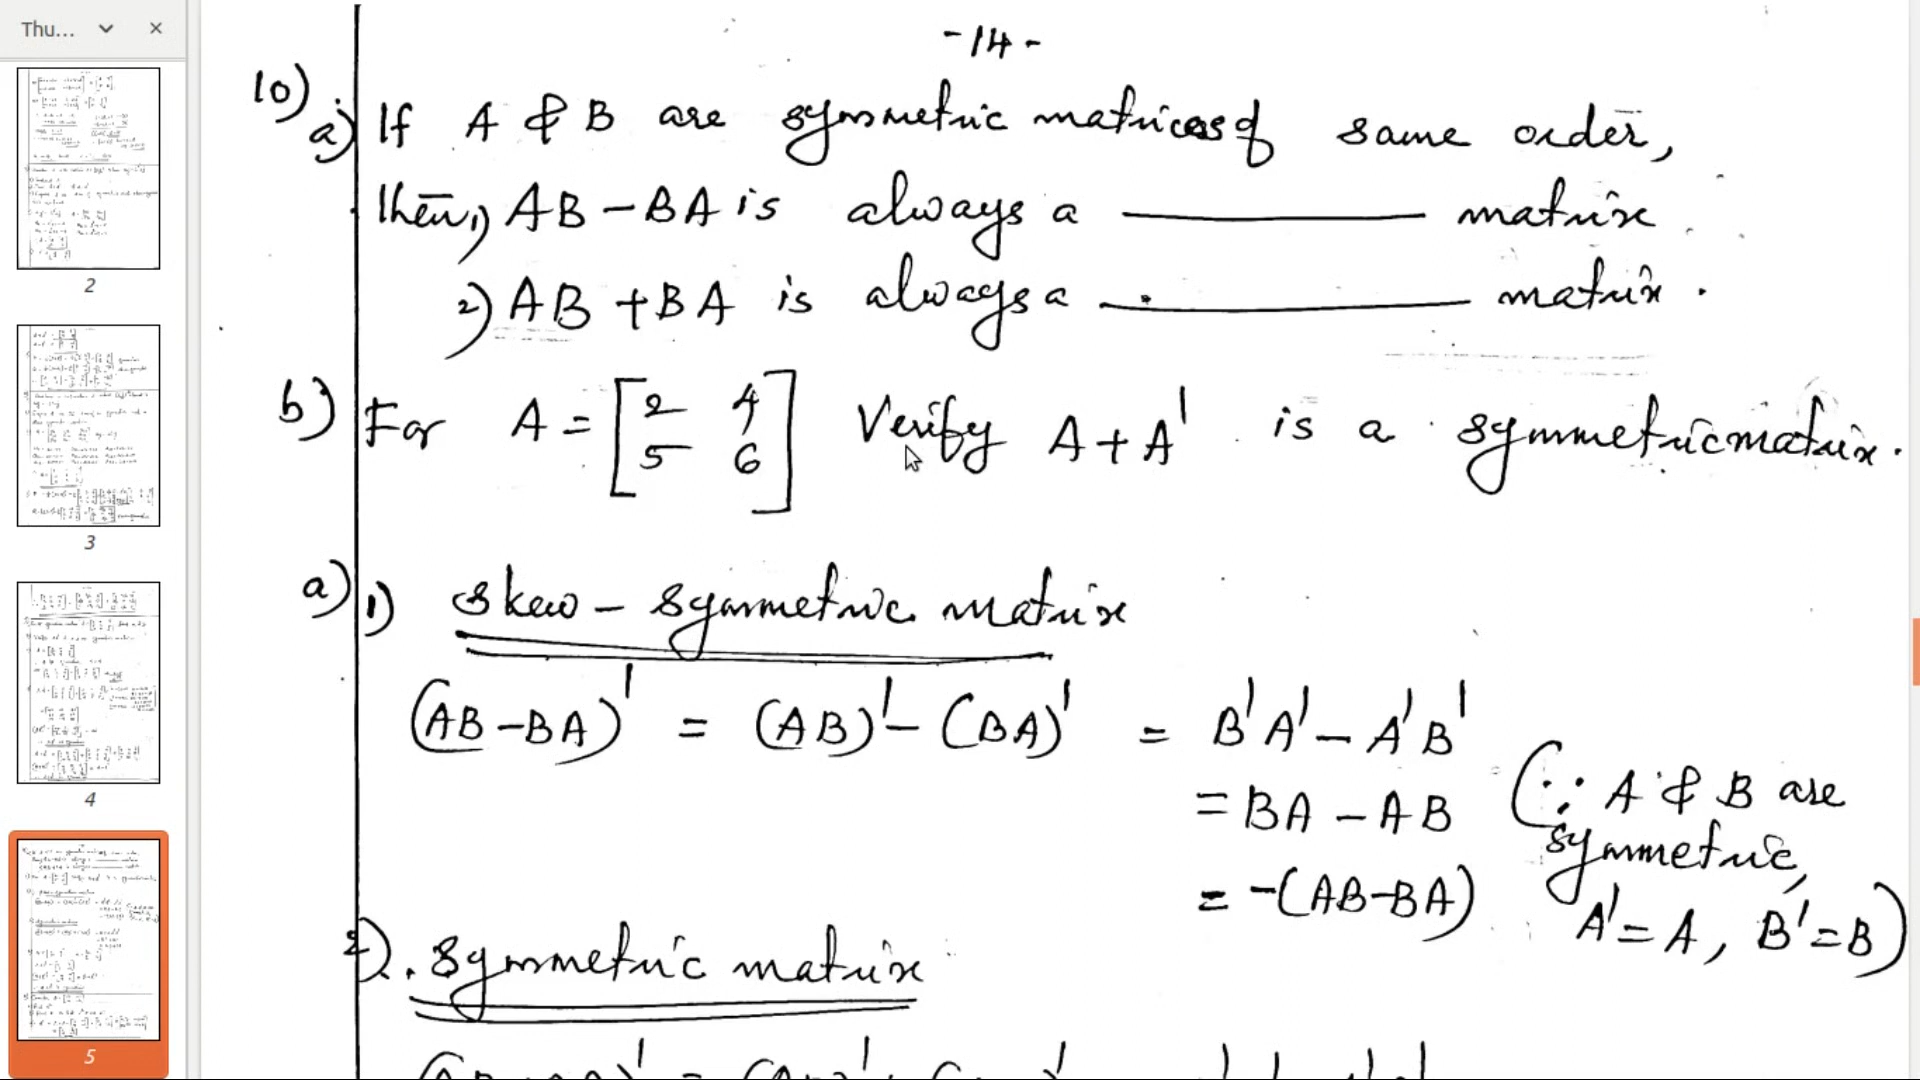 Thu...
2
3
4
5
-14-
10) a) If A & B are symmetric matrices of same order,
then, 1) AB - BA is always a ________ matrix
2) AB + BA is always a ________ matrix.
b) For A = [2 4
5 6] Verify A + A' is a symmetric matrix.
a) 1) skew - symmetric matrix
(AB - BA)' = (AB)' - (BA)' = B'A' - A'B'
= BA - AB (∵ A & B are
symmetric,
= -(AB - BA) A' = A, B' = B)
2). symmetric matrix